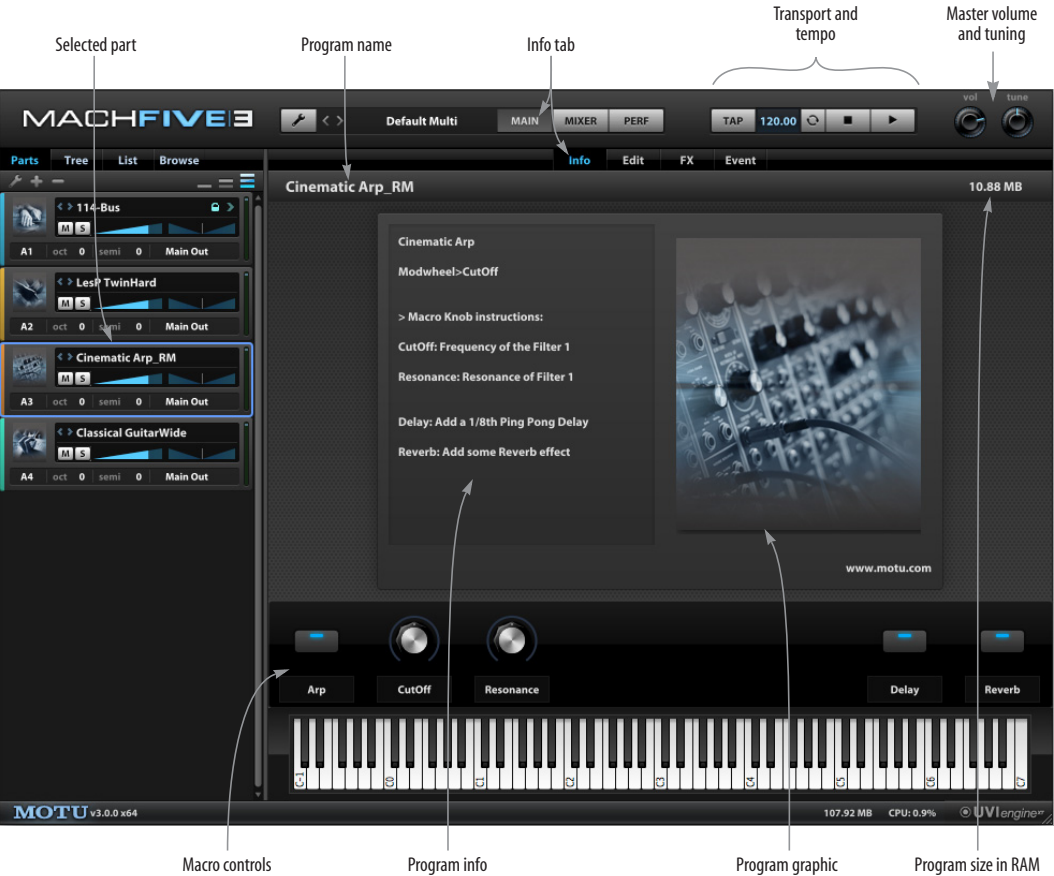 Transport and
tempo
Master volume
and tuning
Selected part
Program name
Info tab
MACHFIVE|3
Default Multi
MAIN
MIXER
PERF
TAP
120.00
vol
tune
Parts
Tree
List
Browse
Info
Edit
FX
Event
Cinematic Arp_RM
10.88 MB
114-Bus
M S
A1 oct 0 semi 0 Main Out
LesP TwinHard
M S
A2 oct 0 semi 0 Main Out
Cinematic Arp_RM
M S
A3 oct 0 semi 0 Main Out
Classical GuitarWide
M S
A4 oct 0 semi 0 Main Out
Cinematic Arp
Modwheel>CutOff
> Macro Knob instructions:
CutOff: Frequency of the Filter 1
Resonance: Resonance of Filter 1
Delay: Add a 1/8th Ping Pong Delay
Reverb: Add some Reverb effect
www.motu.com
Arp
CutOff
Resonance
Delay
Reverb
C-1
C0
C1
C2
C3
C4
C5
C6
C7
MOTU v3.0.0 x64
107.92 MB
CPU: 0.9%
UVIengine XT
Macro controls
Program info
Program graphic
Program size in RAM